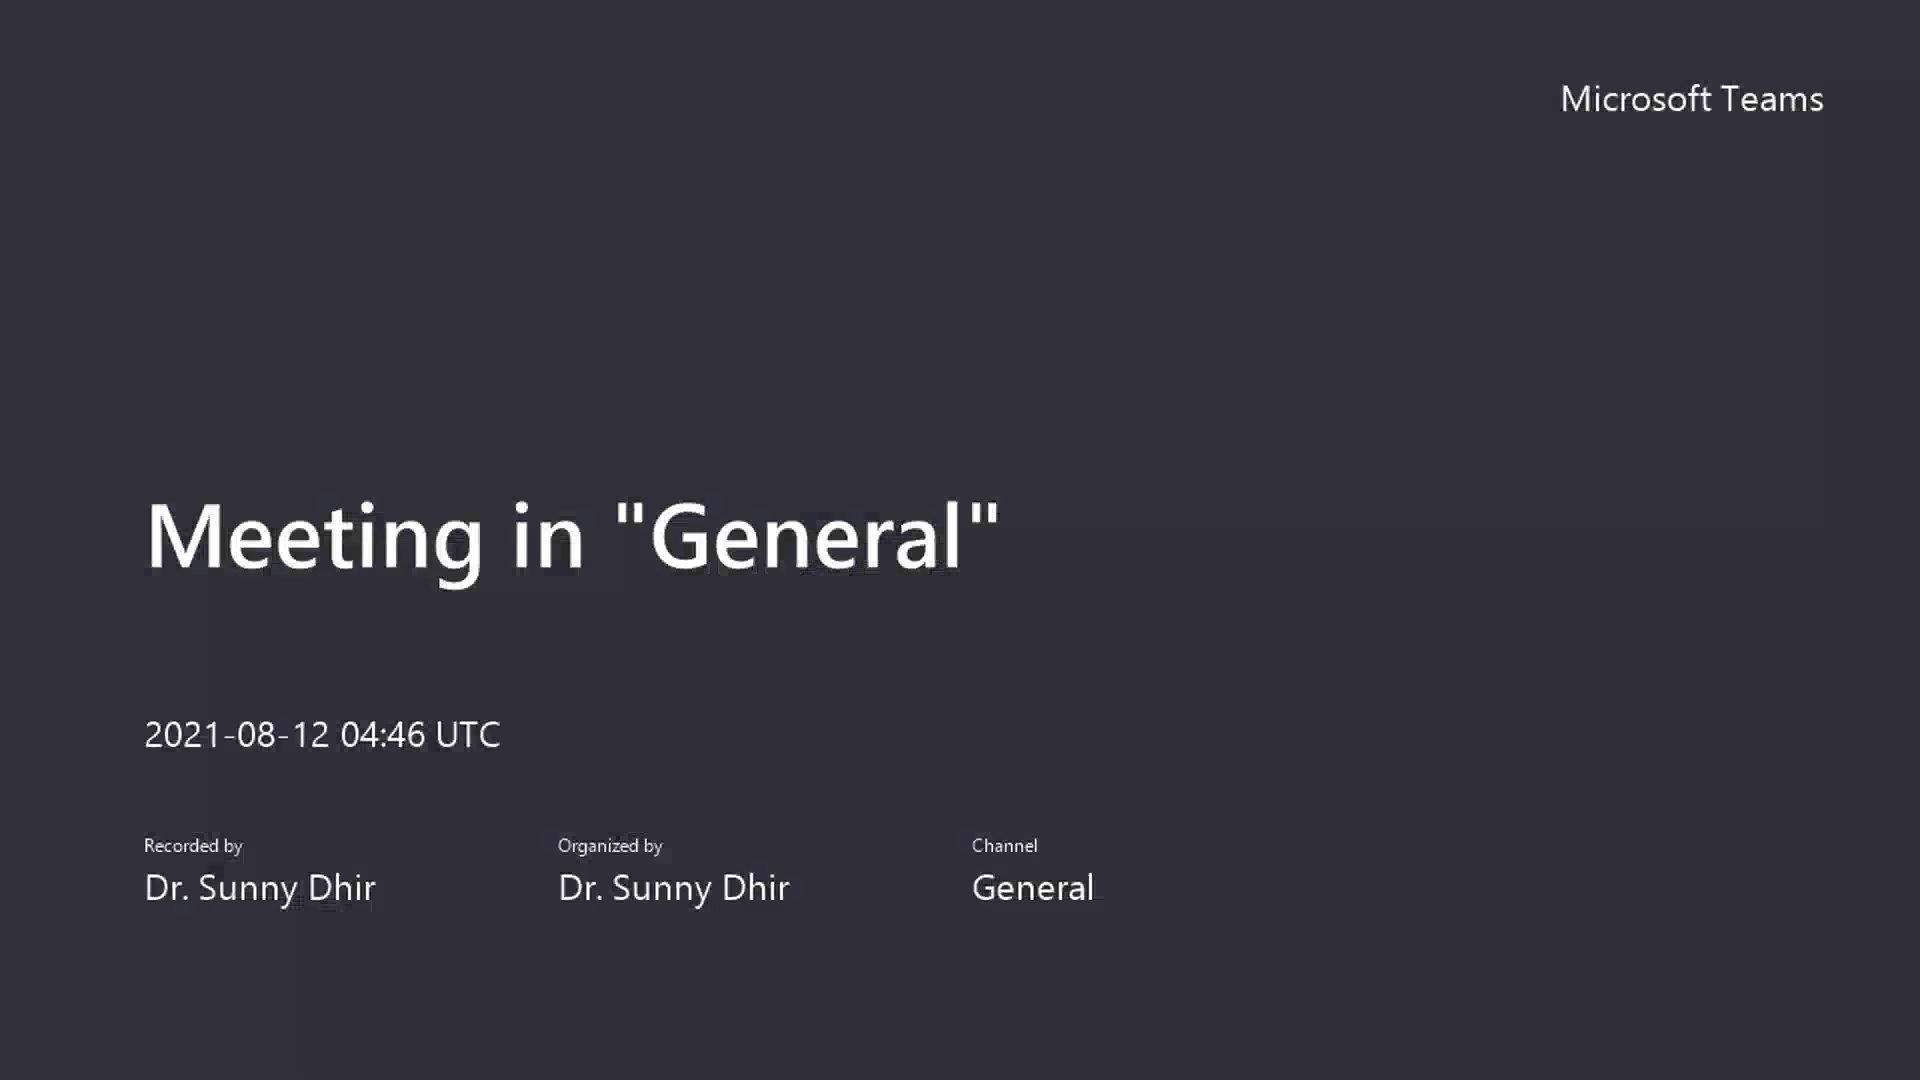 Microsoft Teams
Meeting in "General"
2021-08-12 04:46 UTC
Recorded by
Dr. Sunny Dhir
Organized by
Dr. Sunny Dhir
Channel
General